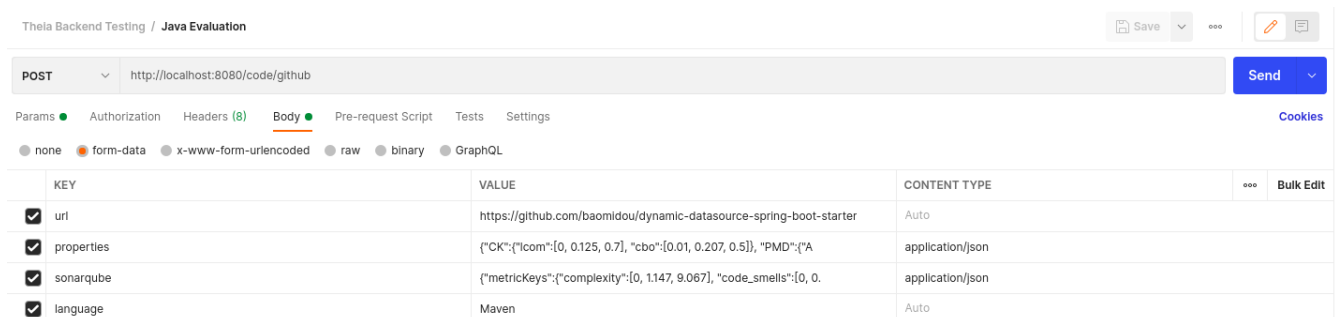 Theia Backend Testing / Java Evaluation
Save
POST http://localhost:8080/code/github
Send
Params Authorization Headers (8) Body Pre-request Script Tests Settings Cookies
none form-data x-www-form-urlencoded raw binary GraphQL
KEY VALUE CONTENT TYPE Bulk Edit
url https://github.com/baomidou/dynamic-datasource-spring-boot-starter Auto
properties {"CK":{"lcom":[0, 0.125, 0.7], "cbo":[0.01, 0.207, 0.5]}, "PMD":{"A application/json
sonarqube {"metricKeys":{"complexity":[0, 1.147, 9.067], "code_smells":[0, 0. application/json
language Maven Auto